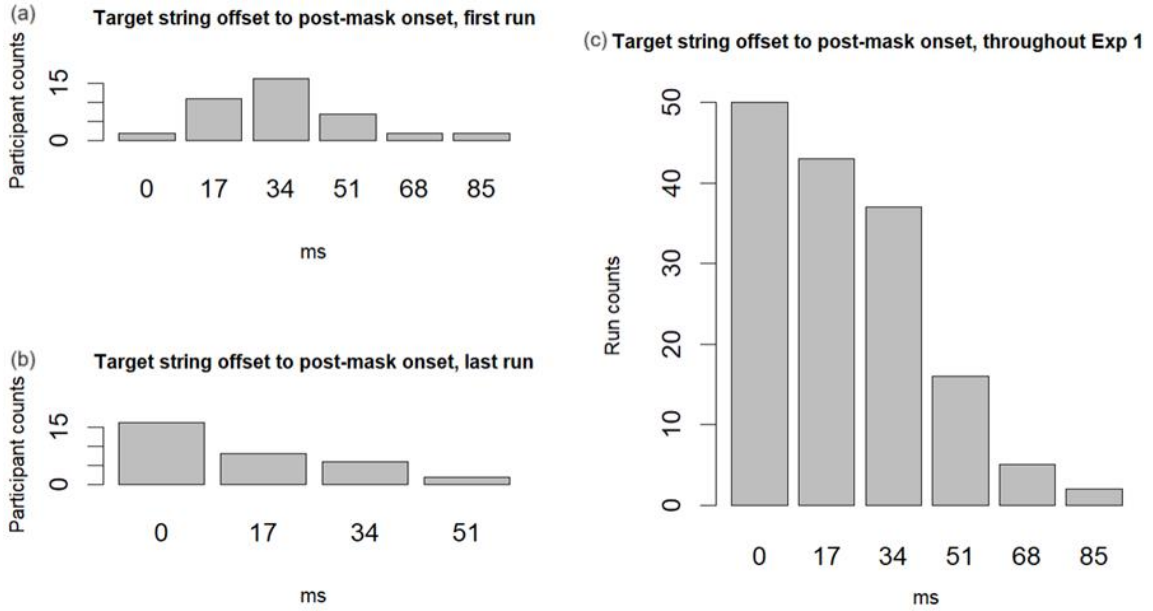 (a) Target string offset to post-mask onset, first run
Participant counts
15
0
0 17 34 51 68 85
ms
(b) Target string offset to post-mask onset, last run
Participant counts
15
0
0 17 34 51
ms
(c) Target string offset to post-mask onset, throughout Exp 1
Run counts
50
40
30
20
10
0
0 17 34 51 68 85
ms